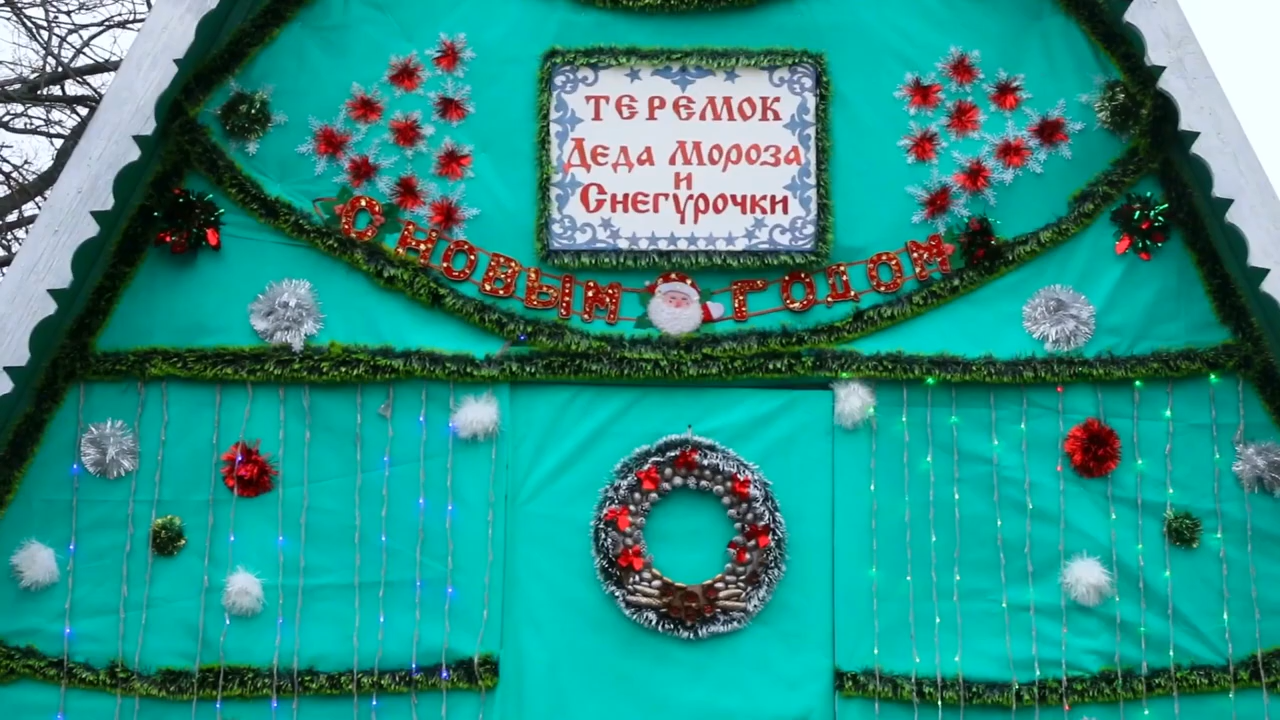 ТЕРЕМОК
ДЕДА МОРОЗА
И
СНЕГУРОЧКИ
С НОВЫМ ГОДОМ